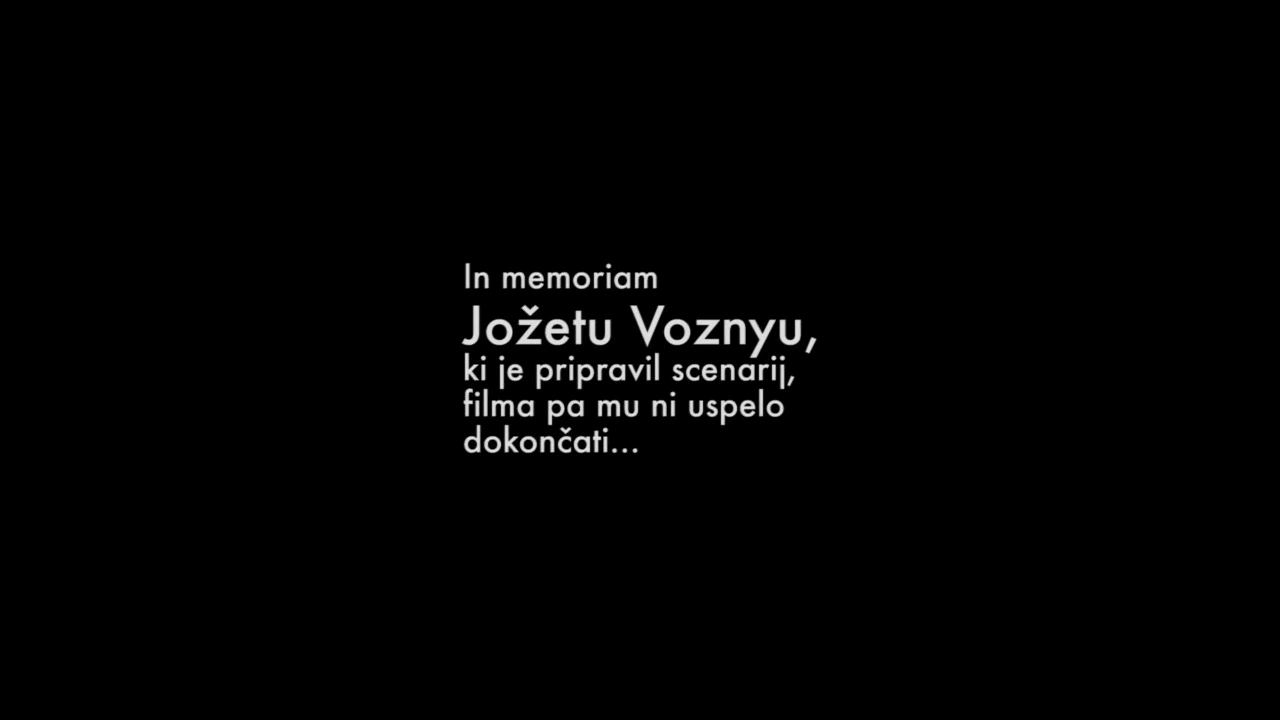 In memoriam
Jožetu Voznyu,
ki je pripravil scenarij,
filma pa mu ni uspelo
dokončati...